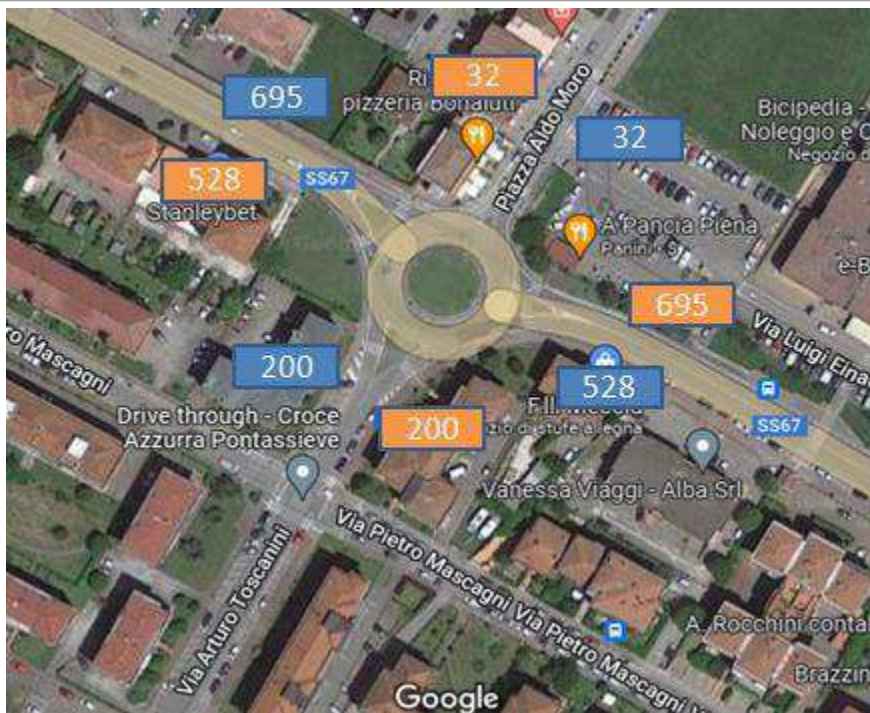 695
32
Ri
pizzeria Bonaiuti
Piazza Aldo Moro
32
Bicipedia -
Noleggio e C
Negozio d
528
SS67
Stanleybet
A Pancia Piena
Panini
695
e-B
Via Luigi Einau
ro Mascagni
200
528
Drive through - Croce
Azzurra Pontassieve
200
SS67
Vanessa Viaggi - Alba Srl
Via Pietro Mascagni
Via Pietro Mascagni
Via Arturo Toscanini
A. Rocchini conta
Brazzin
Google